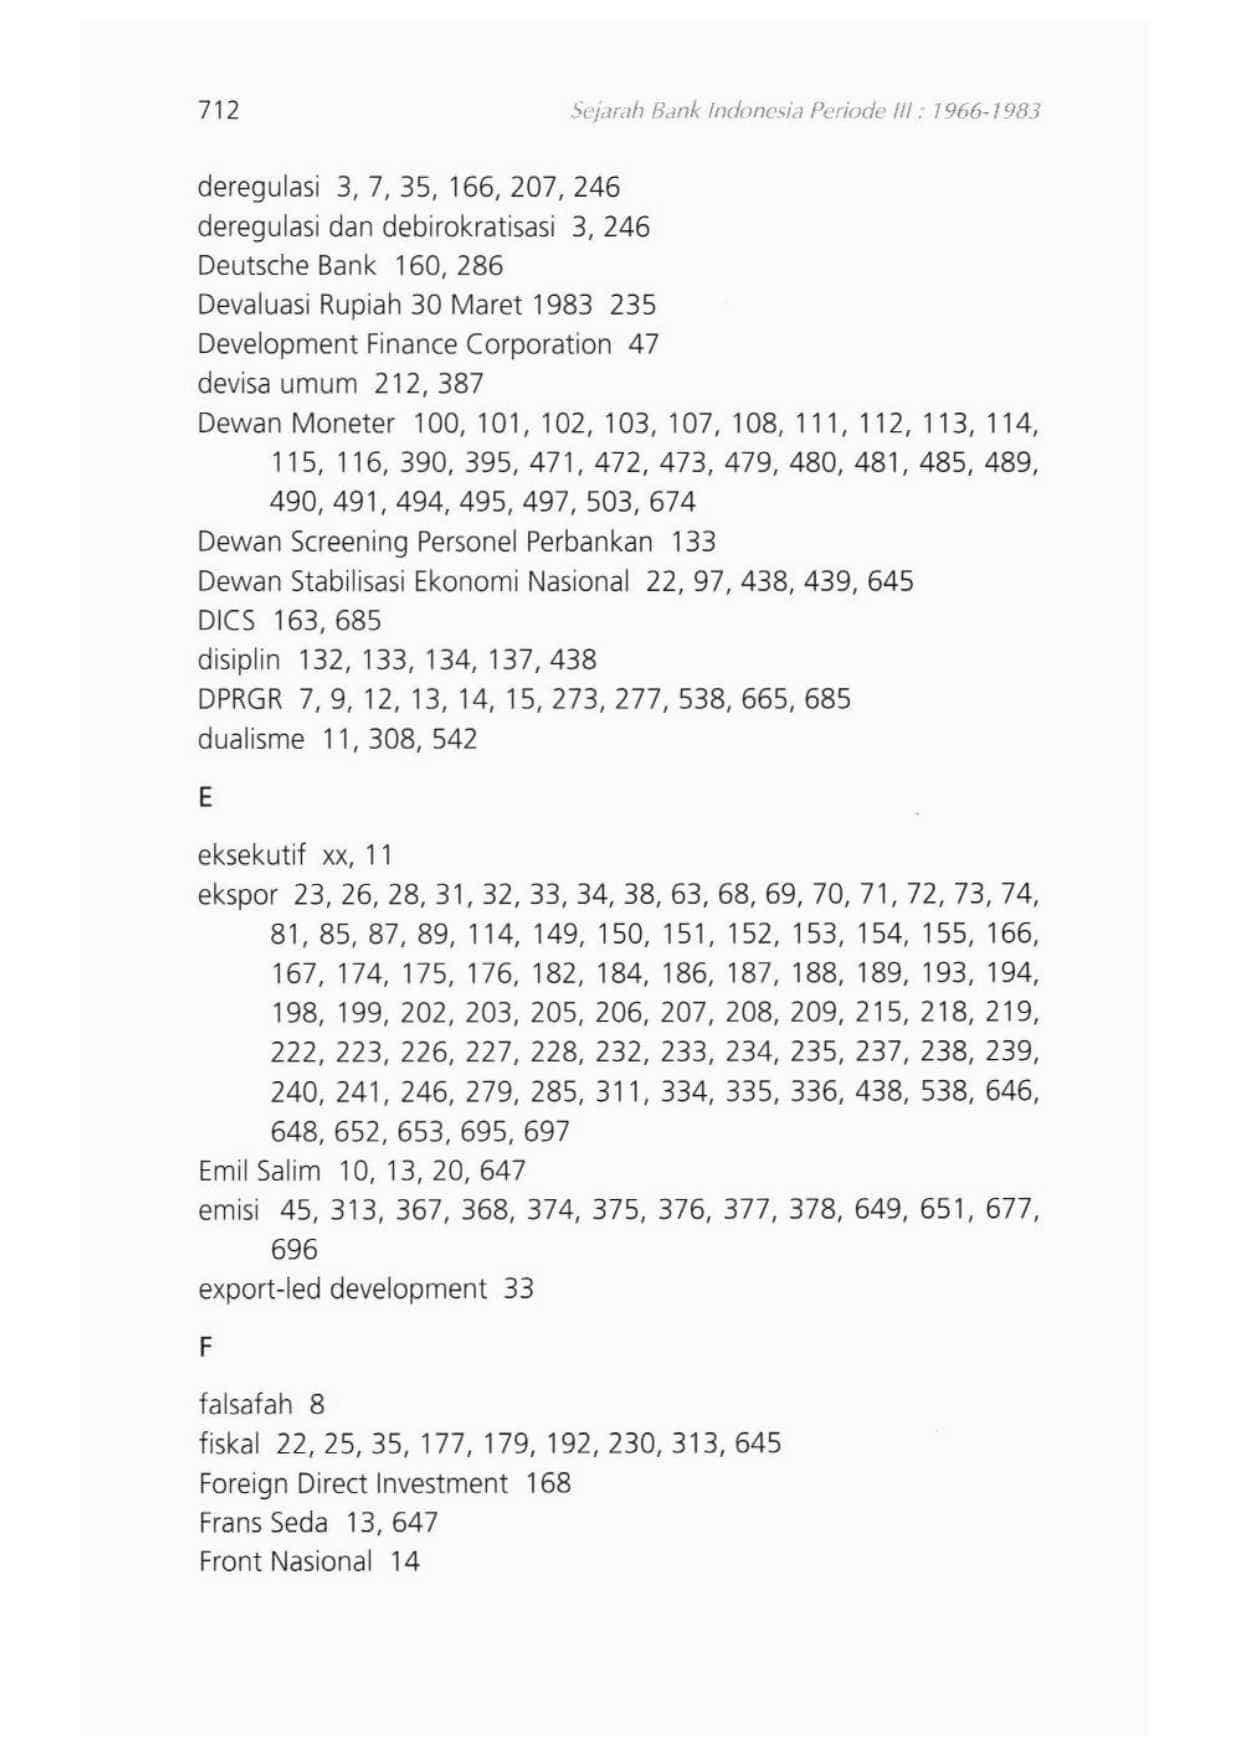 712
Sejarah Bank Indonesia Periode III : 1966-1983
deregulasi 3, 7, 35, 166, 207, 246
deregulasi dan debirokratisasi 3, 246
Deutsche Bank 160, 286
Devaluasi Rupiah 30 Maret 1983 235
Development Finance Corporation 47
devisa umum 212, 387
Dewan Moneter 100, 101, 102, 103, 107, 108, 111, 112, 113, 114,
115, 116, 390, 395, 471, 472, 473, 479, 480, 481, 485, 489,
490, 491, 494, 495, 497, 503, 674
Dewan Screening Personel Perbankan 133
Dewan Stabilisasi Ekonomi Nasional 22, 97, 438, 439, 645
DICS 163, 685
disiplin 132, 133, 134, 137, 438
DPRGR 7, 9, 12, 13, 14, 15, 273, 277, 538, 665, 685
dualisme 11, 308, 542
E
eksekutif xx, 11
ekspor 23, 26, 28, 31, 32, 33, 34, 38, 63, 68, 69, 70, 71, 72, 73, 74,
81, 85, 87, 89, 114, 149, 150, 151, 152, 153, 154, 155, 166,
167, 174, 175, 176, 182, 184, 186, 187, 188, 189, 193, 194,
198, 199, 202, 203, 205, 206, 207, 208, 209, 215, 218, 219,
222, 223, 226, 227, 228, 232, 233, 234, 235, 237, 238, 239,
240, 241, 246, 279, 285, 311, 334, 335, 336, 438, 538, 646,
648, 652, 653, 695, 697
Emil Salim 10, 13, 20, 647
emisi 45, 313, 367, 368, 374, 375, 376, 377, 378, 649, 651, 677,
696
export-led development 33
F
falsafah 8
fiskal 22, 25, 35, 177, 179, 192, 230, 313, 645
Foreign Direct Investment 168
Frans Seda 13, 647
Front Nasional 14